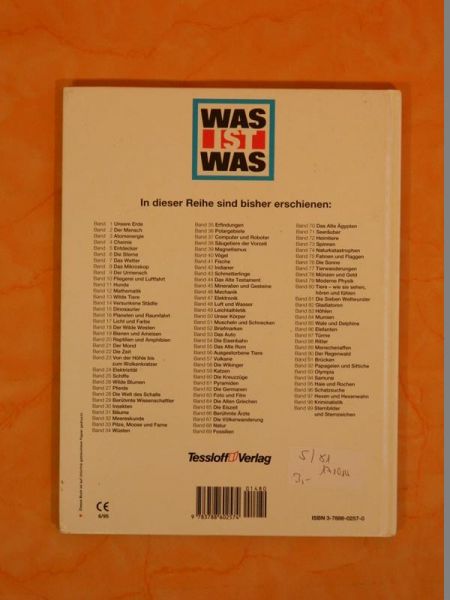 WAS
IST
WAS
In dieser Reihe sind bisher erschienen:
Band 1 Unsere Erde
Band 2 Der Mensch
Band 3 Atomenergie
Band 4 Chemie
Band 5 Entdecker
Band 6 Die Sterne
Band 7 Das Wetter
Band 8 Das Mikroskop
Band 9 Der Urmensch
Band 10 Fliegerei und Luftfahrt
Band 11 Hunde
Band 12 Mathematik
Band 13 Wilde Tiere
Band 14 Versunkene Städte
Band 15 Dinosaurier
Band 16 Planeten und Raumfahrt
Band 17 Licht und Farbe
Band 18 Der Wilde Westen
Band 19 Bienen und Ameisen
Band 20 Reptilien und Amphibien
Band 21 Der Mond
Band 22 Die Zeit
Band 23 Von der Höhle bis
zum Wolkenkratzer
Band 24 Elektrizität
Band 25 Schiffe
Band 26 Wilde Blumen
Band 27 Pferde
Band 28 Die Welt des Schalls
Band 29 Berühmte Wissenschaftler
Band 30 Insekten
Band 31 Bäume
Band 32 Meereskunde
Band 33 Pilze, Moose und Farne
Band 34 Wüsten
Band 35 Erfindungen
Band 36 Polargebiete
Band 37 Computer und Roboter
Band 38 Säugetiere der Vorzeit
Band 39 Magnetismus
Band 40 Vögel
Band 41 Fische
Band 42 Indianer
Band 43 Schmetterlinge
Band 44 Das Alte Testament
Band 45 Mineralien und Gesteine
Band 46 Mechanik
Band 47 Elektronik
Band 48 Luft und Wasser
Band 49 Leichtathletik
Band 50 Unser Körper
Band 51 Muscheln und Schnecken
Band 52 Briefmarken
Band 53 Das Auto
Band 54 Die Eisenbahn
Band 55 Das Alte Rom
Band 56 Ausgestorbene Tiere
Band 57 Vulkane
Band 58 Die Wikinger
Band 59 Katzen
Band 60 Die Kreuzzüge
Band 61 Pyramiden
Band 62 Die Germanen
Band 63 Foto und Film
Band 64 Die Alten Griechen
Band 65 Die Eiszeit
Band 66 Berühmte Ärzte
Band 67 Die Völkerwanderung
Band 68 Natur
Band 69 Fossilien
Band 70 Das Alte Ägypten
Band 71 Seeräuber
Band 72 Heimtiere
Band 73 Spinnen
Band 74 Naturkatastrophen
Band 75 Fahnen und Flaggen
Band 76 Die Sonne
Band 77 Tierwanderungen
Band 78 Münzen und Geld
Band 79 Moderne Physik
Band 80 Tiere – wie sie sehen,
hören und fühlen
Band 81 Die Sieben Weltwunder
Band 82 Gladiatoren
Band 83 Höhlen
Band 84 Mumien
Band 85 Wale und Delphine
Band 86 Elefanten
Band 87 Türme
Band 88 Ritter
Band 89 Menschenaffen
Band 90 Der Regenwald
Band 91 Brücken
Band 92 Papageien und Sittiche
Band 93 Olympia
Band 94 Samurai
Band 95 Haie und Rochen
Band 96 Schatzsuche
Band 97 Hexen und Hexenwahn
Band 98 Kriminalistik
Band 99 Sternbilder
und Sternzeichen
Tessloff Verlag
5/81
3,-
01480
9 783788 602574
ISBN 3-7886-0257-0
CE
6/95